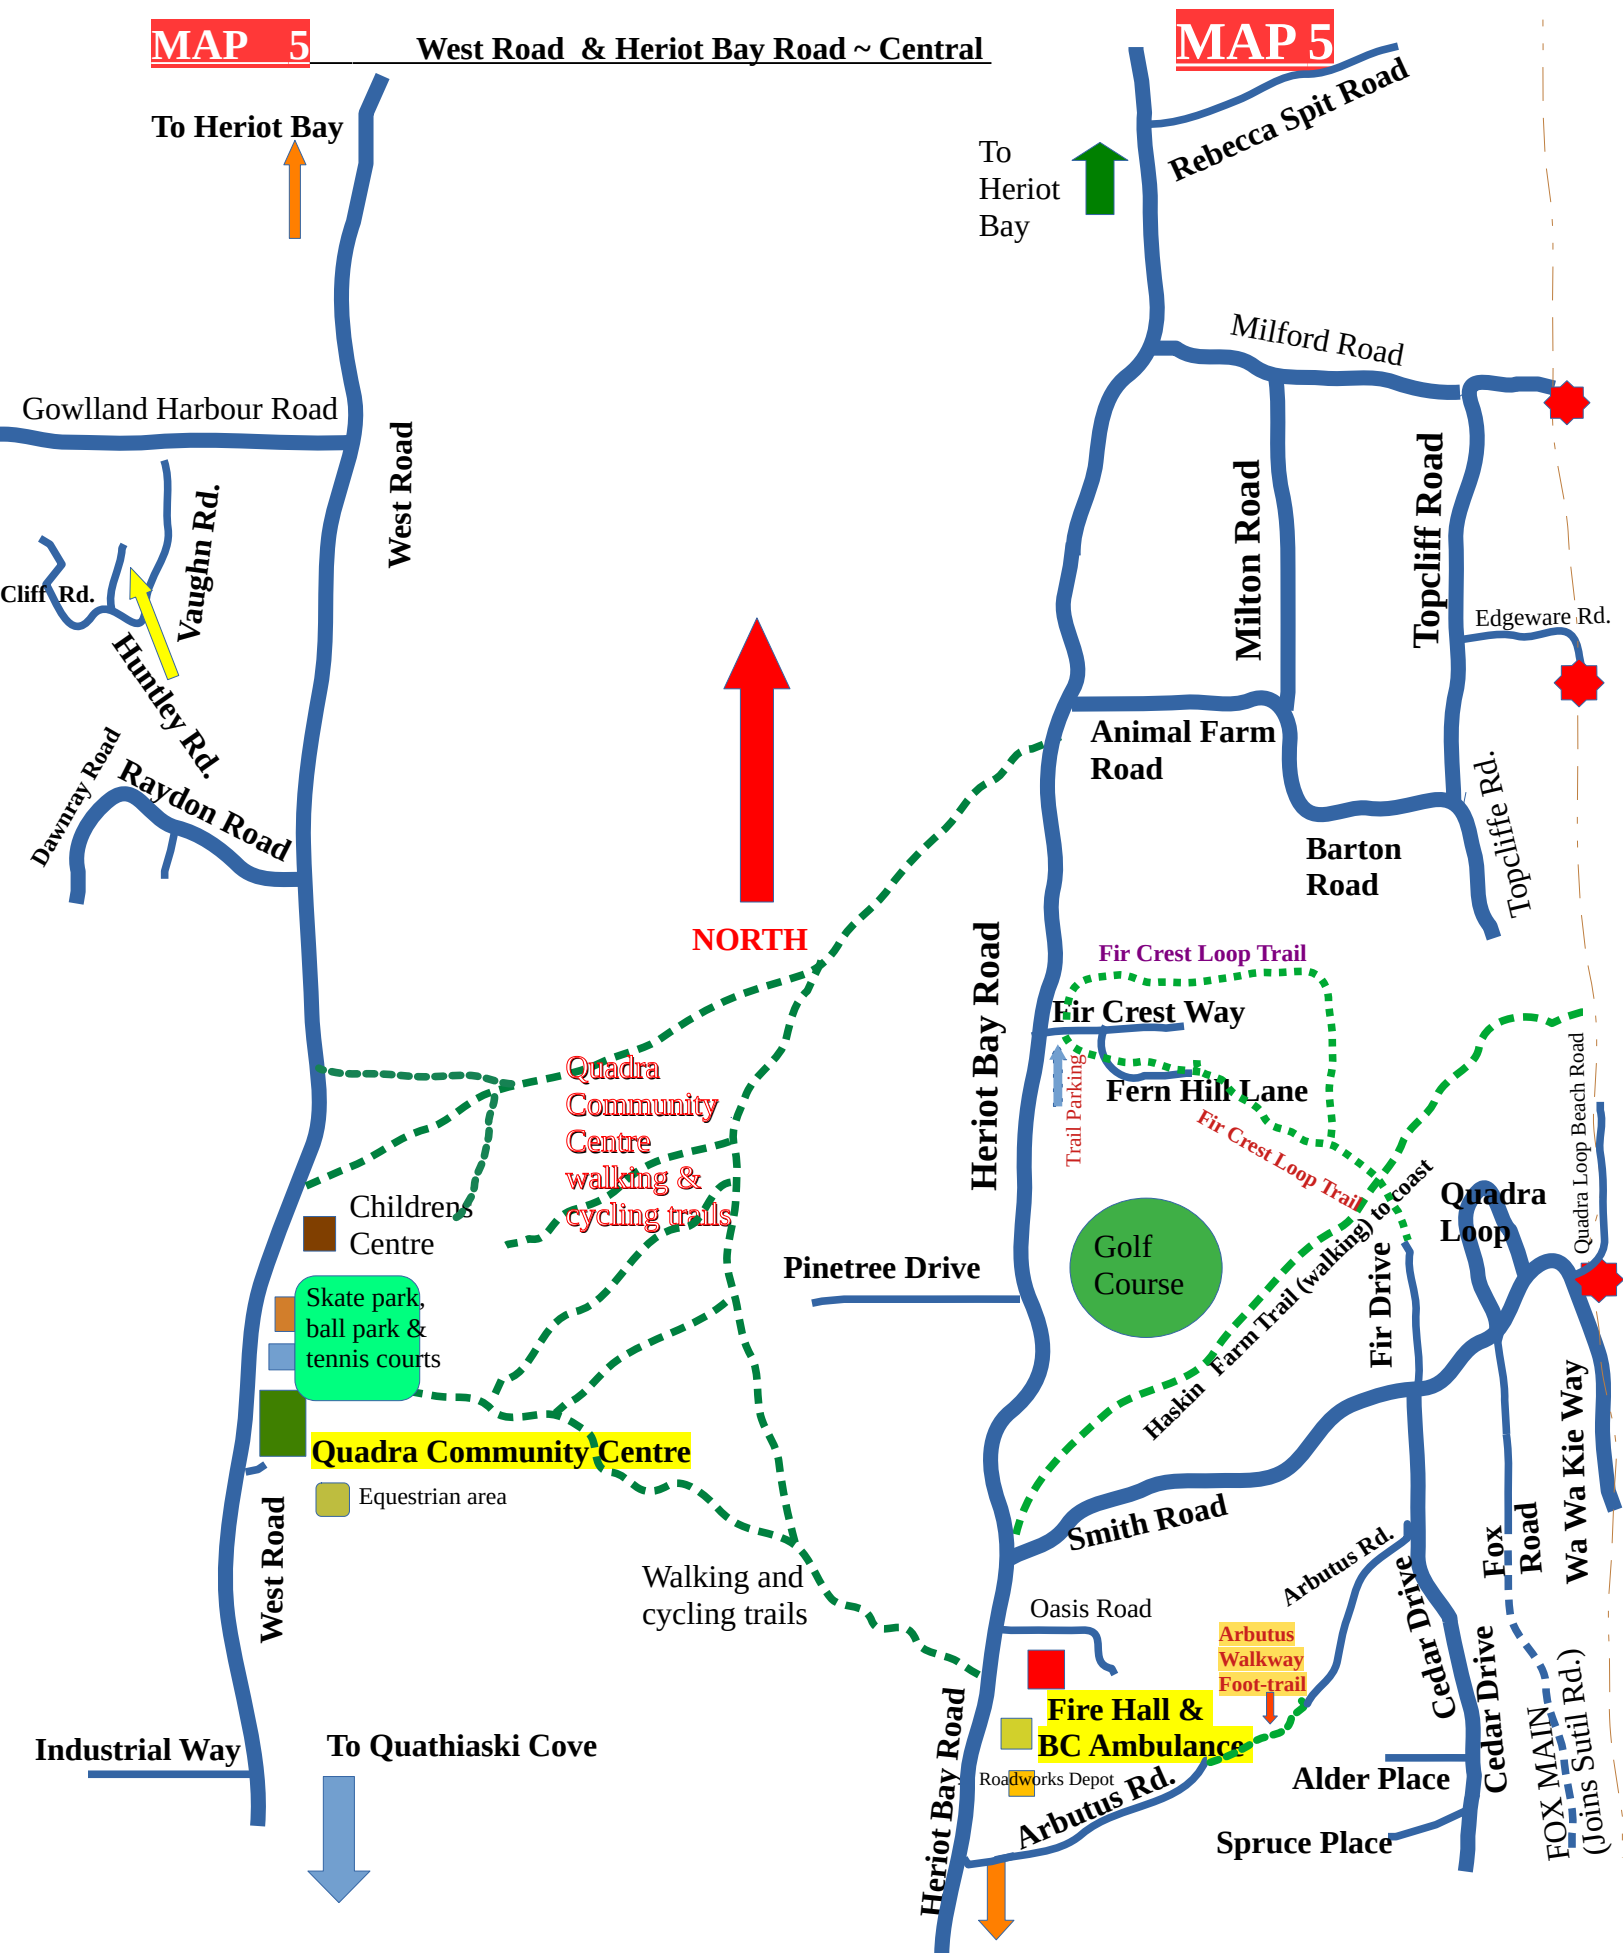 MAP 5 West Road & Heriot Bay Road ~ Central
MAP 5
To Heriot Bay
Rebecca Spit Road
To
Heriot
Bay
Milford Road
Gowlland Harbour Road
West Road
Vaughn Rd.
Cliff Rd.
Huntley Rd.
Milton Road
Topcliff Road
Edgeware Rd.
Dawnray Road
Raydon Road
Animal Farm
Road
Topcliffe Rd.
Barton
Road
NORTH
Heriot Bay Road
Fir Crest Loop Trail
Fir Crest Way
Trail Parking
Fern Hill Lane
Fir Crest Loop Trail
Quadra Loop Beach Road
Quadra
Community
Centre
walking &
cycling trails
Childrens
Centre
Quadra
Loop
Golf
Course
Pinetree Drive
Haskin Farm Trail (walking) to coast
Fir Drive
Skate park,
ball park &
tennis courts
Quadra Community Centre
Equestrian area
West Road
Wa Wa Kie Way
Smith Road
Fox
Road
Arbutus Rd.
Walking and
cycling trails
Oasis Road
Cedar Drive
Cedar Drive
Arbutus
Walkway
Foot-trail
Fire Hall &
BC Ambulance
Heriot Bay Road
Roadworks Depot
Arbutus Rd.
Industrial Way
To Quathiaski Cove
Alder Place
Spruce Place
FOX MAIN
(Joins Sutil Rd.)